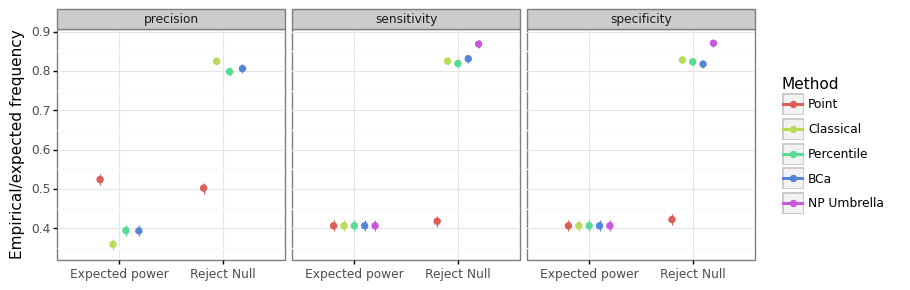 precision
sensitivity
specificity
Empirical/expected frequency
0.9
0.8
0.7
0.6
0.5
0.4
Expected power
Reject Null
Expected power
Reject Null
Expected power
Reject Null
Method
Point
Classical
Percentile
BCa
NP Umbrella